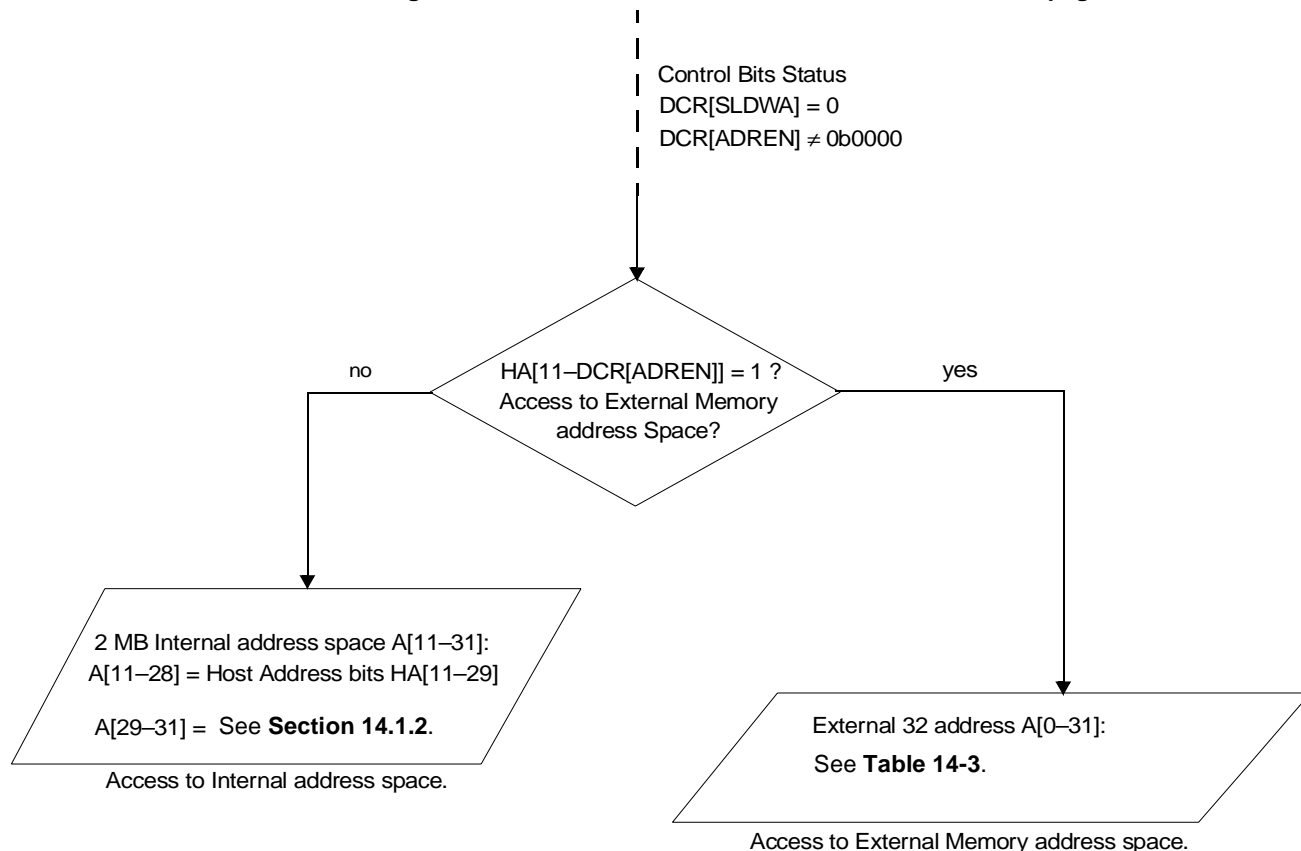 Control Bits Status
DCR[SLDWA] = 0
DCR[ADREN] ≠ 0b0000
no
HA[11–DCR[ADREN]] = 1 ?
Access to External Memory
address Space?
yes
2 MB Internal address space A[11–31]:
A[11–28] = Host Address bits HA[11–29]
A[29–31] = See Section 14.1.2.
Access to Internal address space.
External 32 address A[0–31]:
See Table 14-3.
Access to External Memory address space.